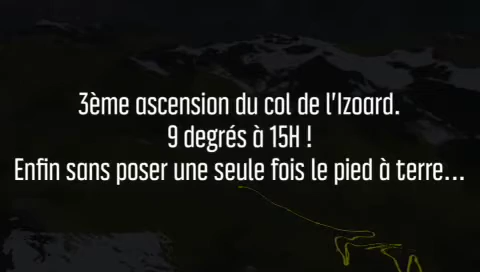 3ème ascension du col de l'Izoard.
9 degrés à 15H !
Enfin sans poser une seule fois le pied à terre...